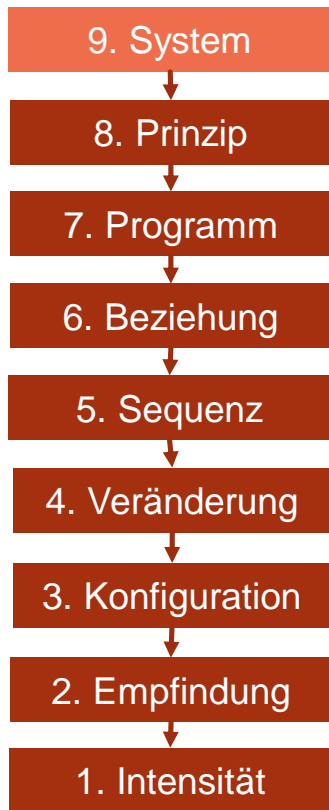 9. System
8. Prinzip
7. Programm
6. Beziehung
5. Sequenz
4. Veränderung
3. Konfiguration
2. Empfindung
1. Intensität